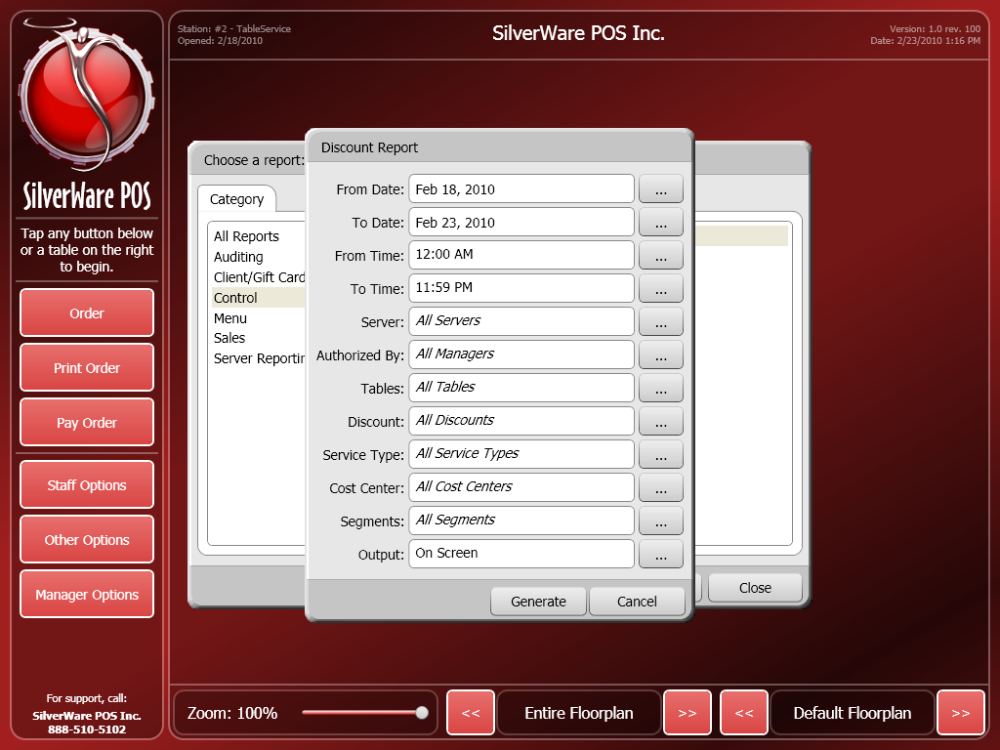 SilverWare POS
Tap any button below
or a table on the right
to begin.
Order
Print Order
Pay Order
Staff Options
Other Options
Manager Options
For support, call:
SilverWare POS Inc.
888-510-5102
Station: #2 - TableService
Opened: 2/18/2010
SilverWare POS Inc.
Version: 1.0 rev. 100
Date: 2/23/2010 1:16 PM
Choose a report:
Category
All Reports
Auditing
Client/Gift Card
Control
Menu
Sales
Server Reportin
Close
Discount Report
From Date: Feb 18, 2010 ...
To Date: Feb 23, 2010 ...
From Time: 12:00 AM ...
To Time: 11:59 PM ...
Server: All Servers ...
Authorized By: All Managers ...
Tables: All Tables ...
Discount: All Discounts ...
Service Type: All Service Types ...
Cost Center: All Cost Centers ...
Segments: All Segments ...
Output: On Screen ...
Generate Cancel
Zoom: 100% << Entire Floorplan >> << Default Floorplan >>